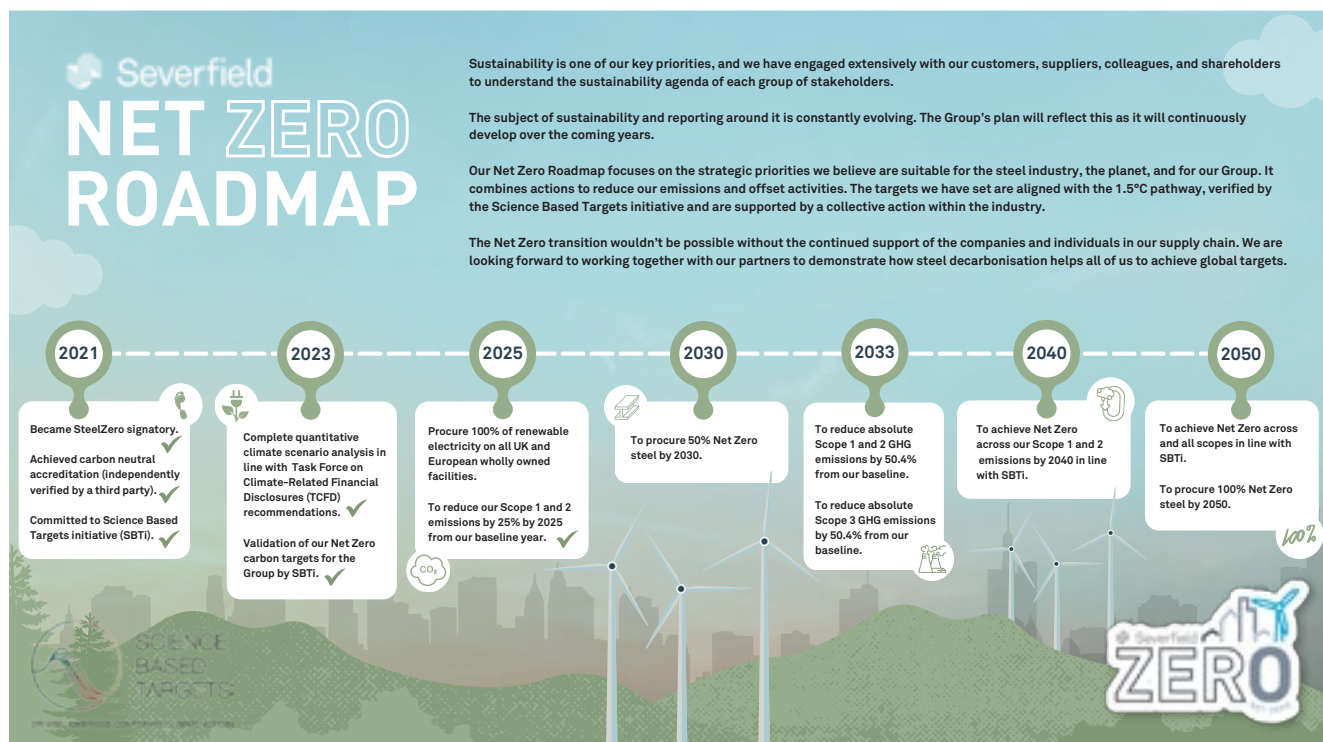 Severfield
NET ZERO
ROADMAP
Sustainability is one of our key priorities, and we have engaged extensively with our customers, suppliers, colleagues, and shareholders
to understand the sustainability agenda of each group of stakeholders.
The subject of sustainability and reporting around it is constantly evolving. The Group's plan will reflect this as it will continuously
develop over the coming years.
Our Net Zero Roadmap focuses on the strategic priorities we believe are suitable for the steel industry, the planet, and for our Group. It
combines actions to reduce our emissions and offset activities. The targets we have set are aligned with the 1.5°C pathway, verified by
the Science Based Targets initiative and are supported by a collective action within the industry.
The Net Zero transition wouldn't be possible without the continued support of the companies and individuals in our supply chain. We are
looking forward to working together with our partners to demonstrate how steel decarbonisation helps all of us to achieve global targets.
2021
Became SteelZero signatory.
Achieved carbon neutral
accreditation (independently
verified by a third party).
Committed to Science Based
Targets initiative (SBTi).
2023
Complete quantitative
climate scenario analysis in
line with Task Force on
Climate-Related Financial
Disclosures (TCFD)
recommendations.
Validation of our Net Zero
carbon targets for the
Group by SBTi.
2025
Procure 100% of renewable
electricity on all UK and
European wholly owned
facilities.
To reduce our Scope 1 and 2
emissions by 25% by 2025
from our baseline year.
CO₂
2030
To procure 50% Net Zero
steel by 2030.
2033
To reduce absolute
Scope 1 and 2 GHG
emissions by 50.4%
from our baseline.
To reduce absolute
Scope 3 GHG emissions
by 50.4% from our
baseline.
2040
To achieve Net Zero
across our Scope 1 and 2
emissions by 2040 in line
with SBTi.
2050
To achieve Net Zero across
and all scopes in line with
SBTi.
To procure 100% Net Zero
steel by 2050.
100%
SCIENCE
BASED
TARGETS
Severfield
ZERO
NET ZERO